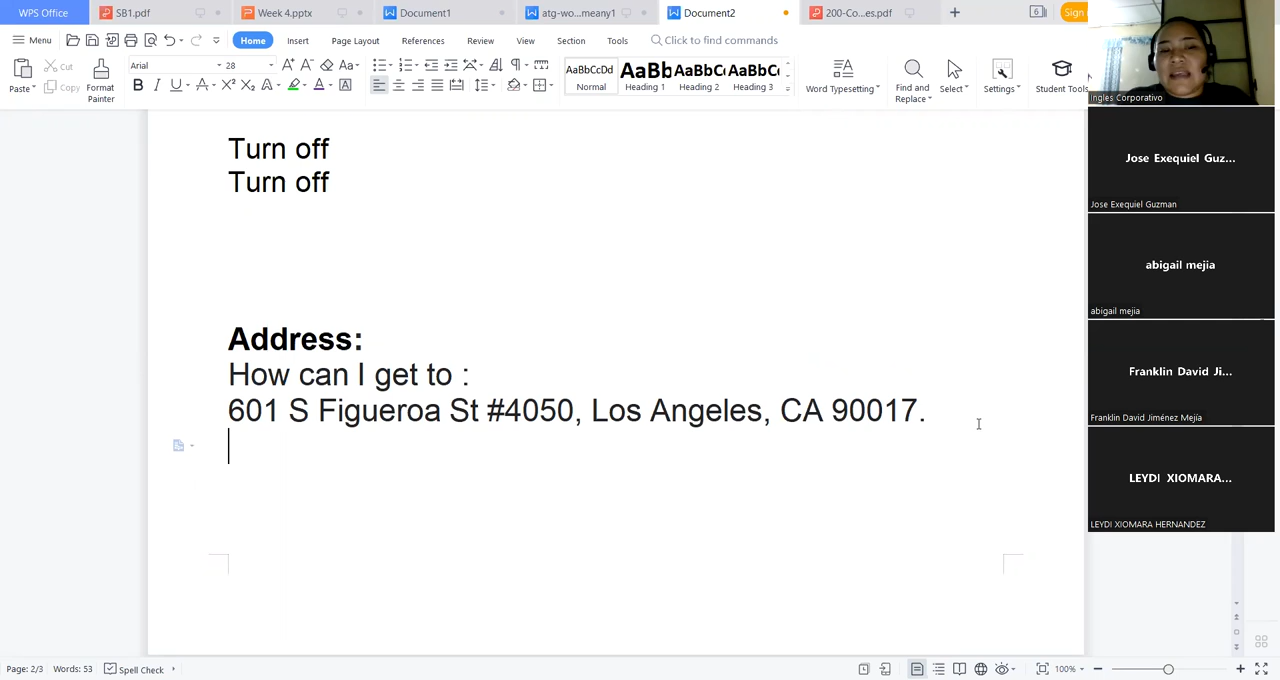 WPS Office
SB1.pdf
Week 4.pptx
Document1
atg-wo...meany1
Document2
200-Co...es.pdf
6
Sign
Menu
Home
Insert
Page Layout
References
Review
View
Section
Tools
Click to find commands
Paste
Cut
Copy
Format
Painter
Arial
28
AaBbCcDd
Normal
AaBb
Heading 1
AaBbCc
Heading 2
AaBbCc
Heading 3
Word Typesetting
Find and
Replace
Select
Settings
Student Tools
Turn off
Turn off
Address:
How can I get to :
601 S Figueroa St #4050, Los Angeles, CA 90017.
Ingles Corporativo
Jose Exequiel Guz...
Jose Exequiel Guzman
abigail mejia
abigail mejia
Franklin David Ji...
Franklin David Jiménez Mejía
LEYDI XIOMARA...
LEYDI XIOMARA HERNANDEZ
Page: 2/3
Words: 53
Spell Check
100%